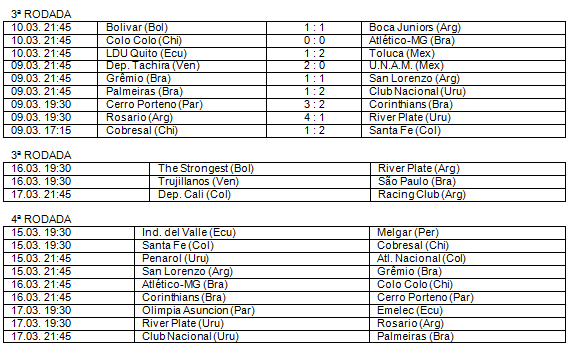 3ª RODADA
10.03. 21:45 Bolivar (Bol) 1 : 1 Boca Juniors (Arg)
10.03. 21:45 Colo Colo (Chi) 0 : 0 Atlético-MG (Bra)
10.03. 21:45 LDU Quito (Ecu) 1 : 2 Toluca (Mex)
09.03. 21:45 Dep. Tachira (Ven) 2 : 0 U.N.A.M. (Mex)
09.03. 21:45 Grêmio (Bra) 1 : 1 San Lorenzo (Arg)
09.03. 21:45 Palmeiras (Bra) 1 : 2 Club Nacional (Uru)
09.03. 19:30 Cerro Porteno (Par) 3 : 2 Corinthians (Bra)
09.03. 19:30 Rosario (Arg) 4 : 1 River Plate (Uru)
09.03. 17:15 Cobresal (Chi) 1 : 2 Santa Fe (Col)
3ª RODADA
16.03. 19:30 The Strongest (Bol) River Plate (Arg)
16.03. 19:30 Trujillanos (Ven) São Paulo (Bra)
17.03. 21:45 Dep. Cali (Col) Racing Club (Arg)
4ª RODADA
15.03. 19:30 Ind. del Valle (Ecu) Melgar (Per)
15.03. 19:30 Santa Fe (Col) Cobresal (Chi)
15.03. 21:45 Penarol (Uru) Atl. Nacional (Col)
15.03. 21:45 San Lorenzo (Arg) Grêmio (Bra)
16.03. 21:45 Atlético-MG (Bra) Colo Colo (Chi)
16.03. 21:45 Corinthians (Bra) Cerro Porteno (Par)
17.03. 19:30 Olimpia Asuncion (Par) Emelec (Ecu)
17.03. 19:30 River Plate (Uru) Rosario (Arg)
17.03. 21:45 Club Nacional (Uru) Palmeiras (Bra)